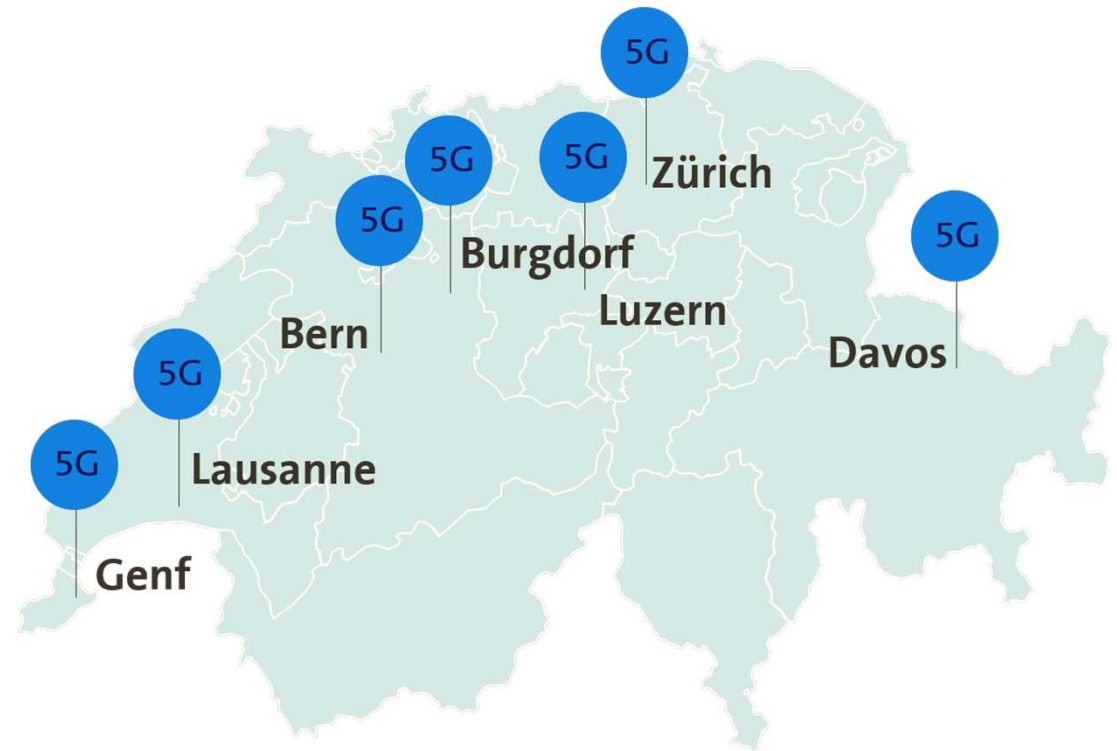 5G
Zürich
5G
5G
Burgdorf
Luzern
5G
Bern
5G
Davos
5G
Lausanne
5G
Genf